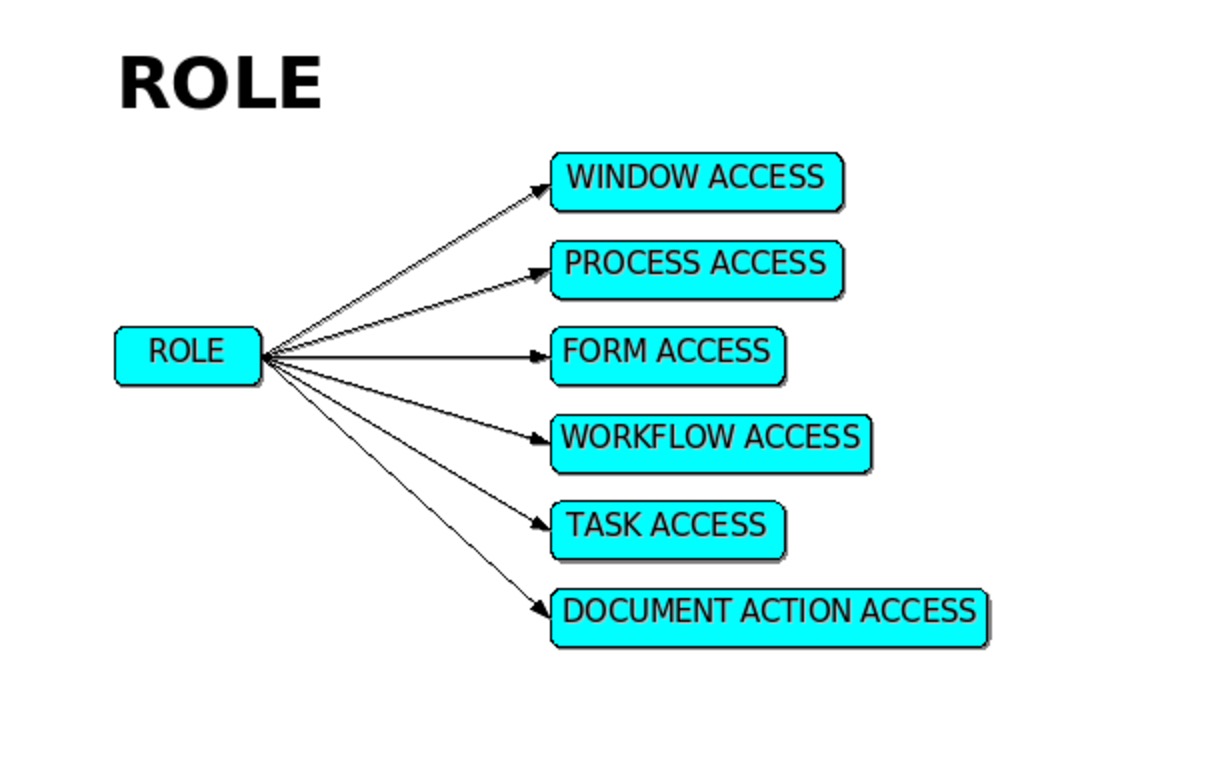 ROLE
WINDOW ACCESS
PROCESS ACCESS
ROLE
FORM ACCESS
WORKFLOW ACCESS
TASK ACCESS
DOCUMENT ACTION ACCESS